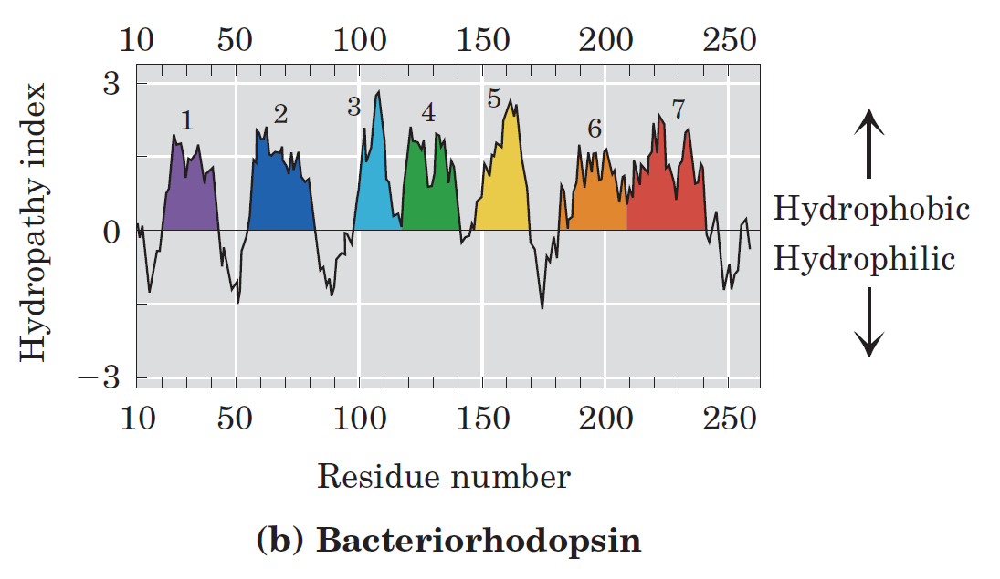 10 50 100 150 200 250
Hydropathy index
3
0
−3
1 2 3 4 5 6 7
Hydrophobic
Hydrophilic
10 50 100 150 200 250
Residue number
(b) Bacteriorhodopsin